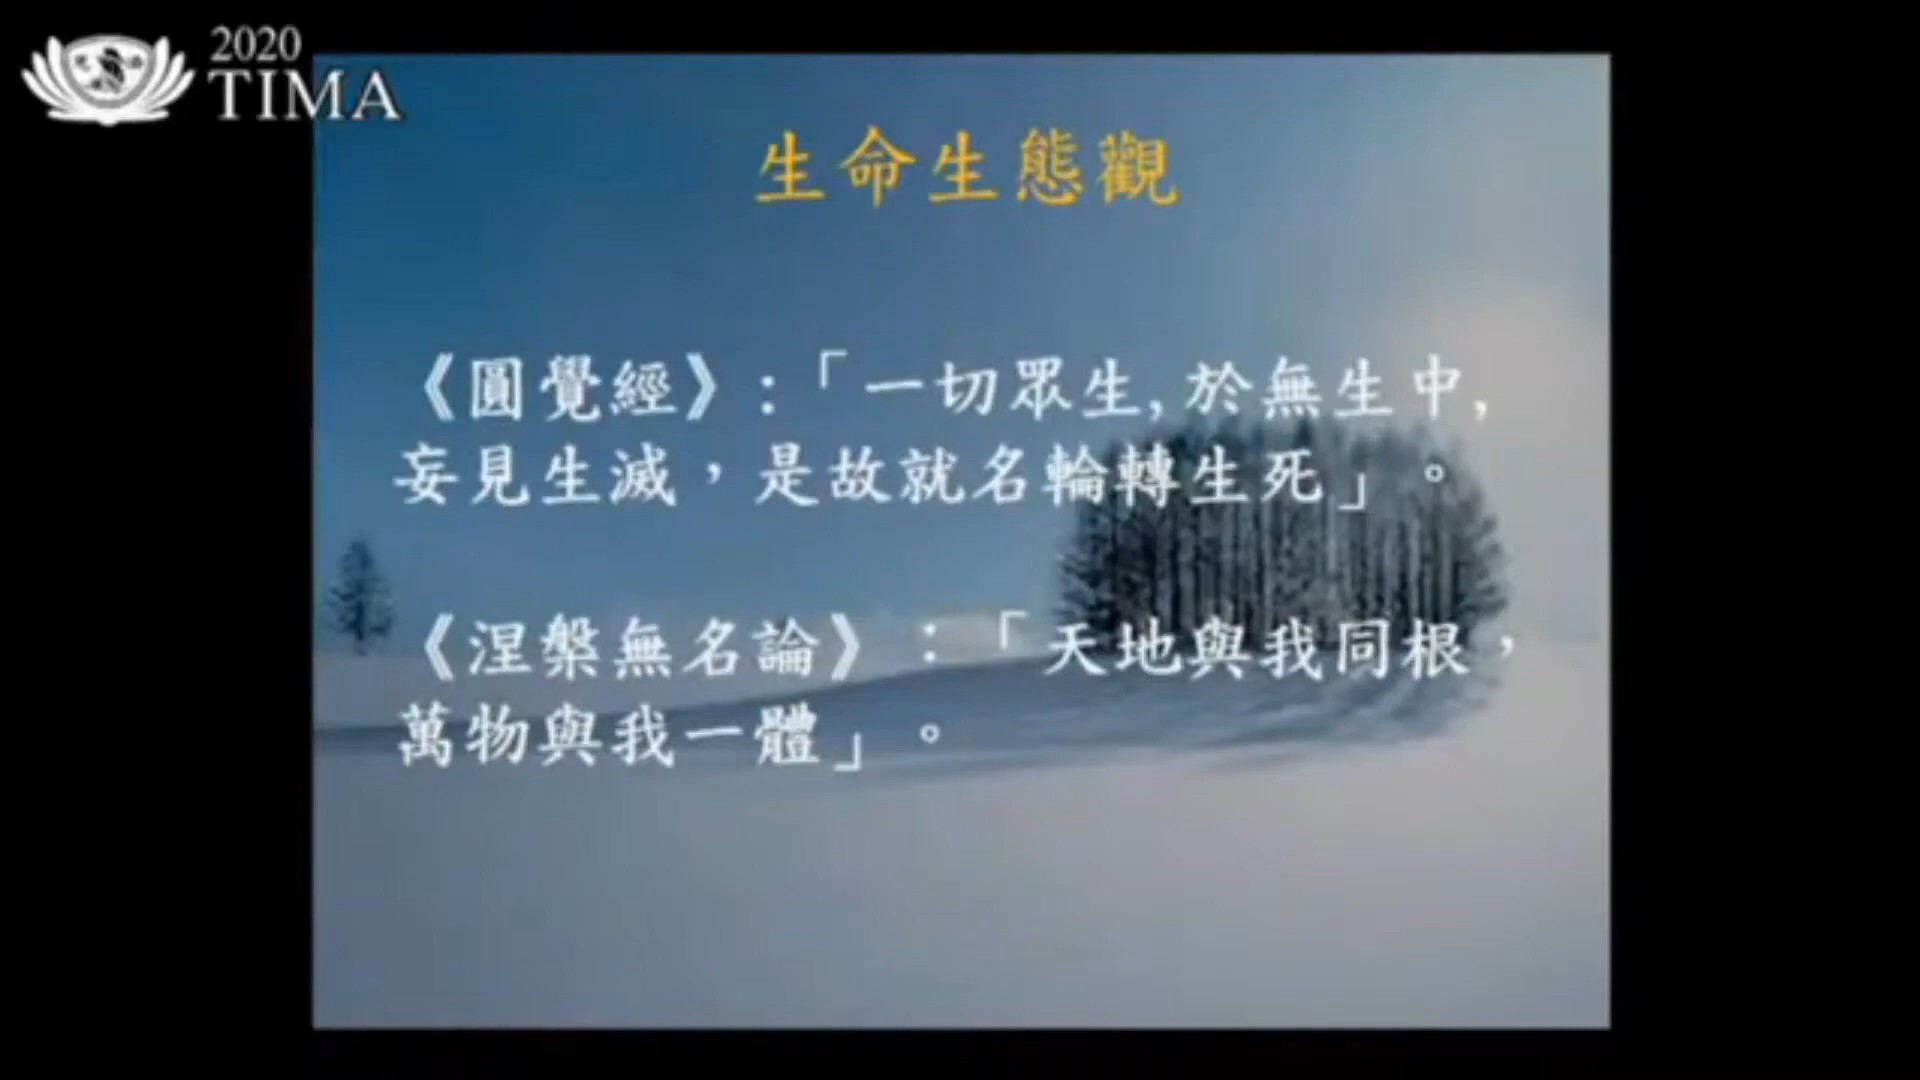 2020
TIMA
生命生態觀
《圓覺經》:「一切眾生,於無生中,
妄見生滅，是故就名輪轉生死」。
《涅槃無名論》：「天地與我同根，
萬物與我一體」。